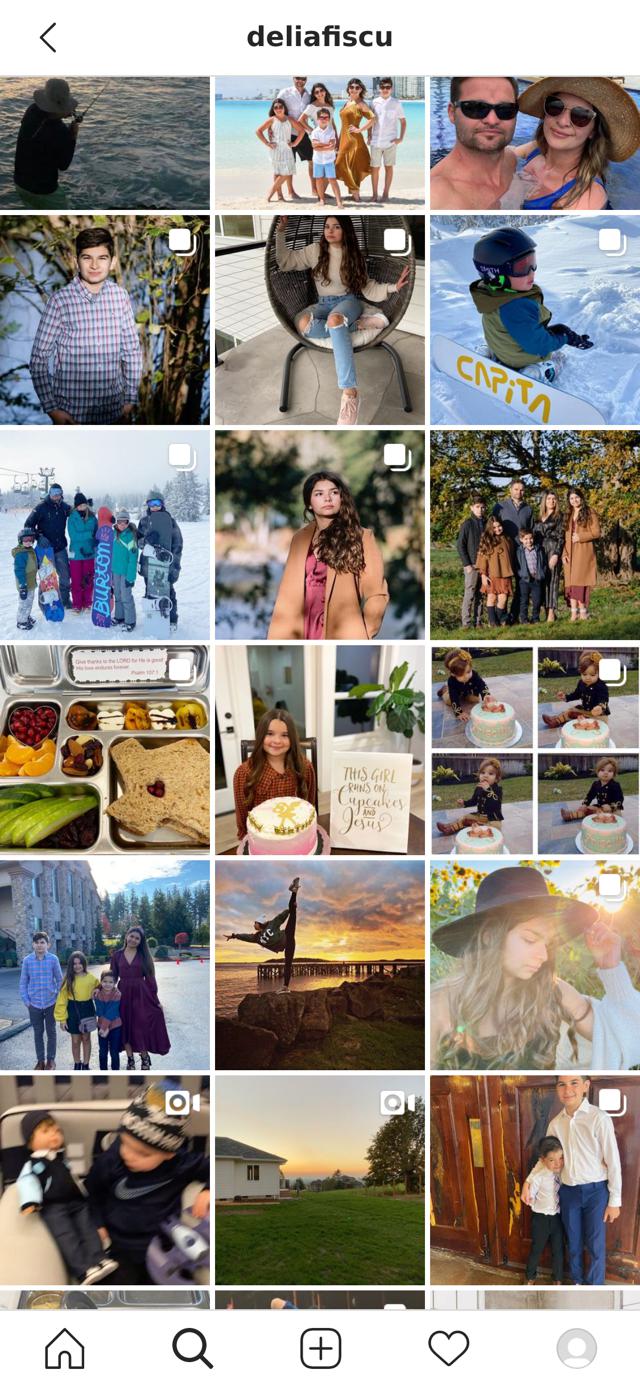 deliafiscu
SMITH
CAPiTA
BURTON
Give thanks to the LORD for He is good
His love endures forever.
Psalm 107:1
THIS GIRL
RUNS ON
Cupcakes
AND
Jesus